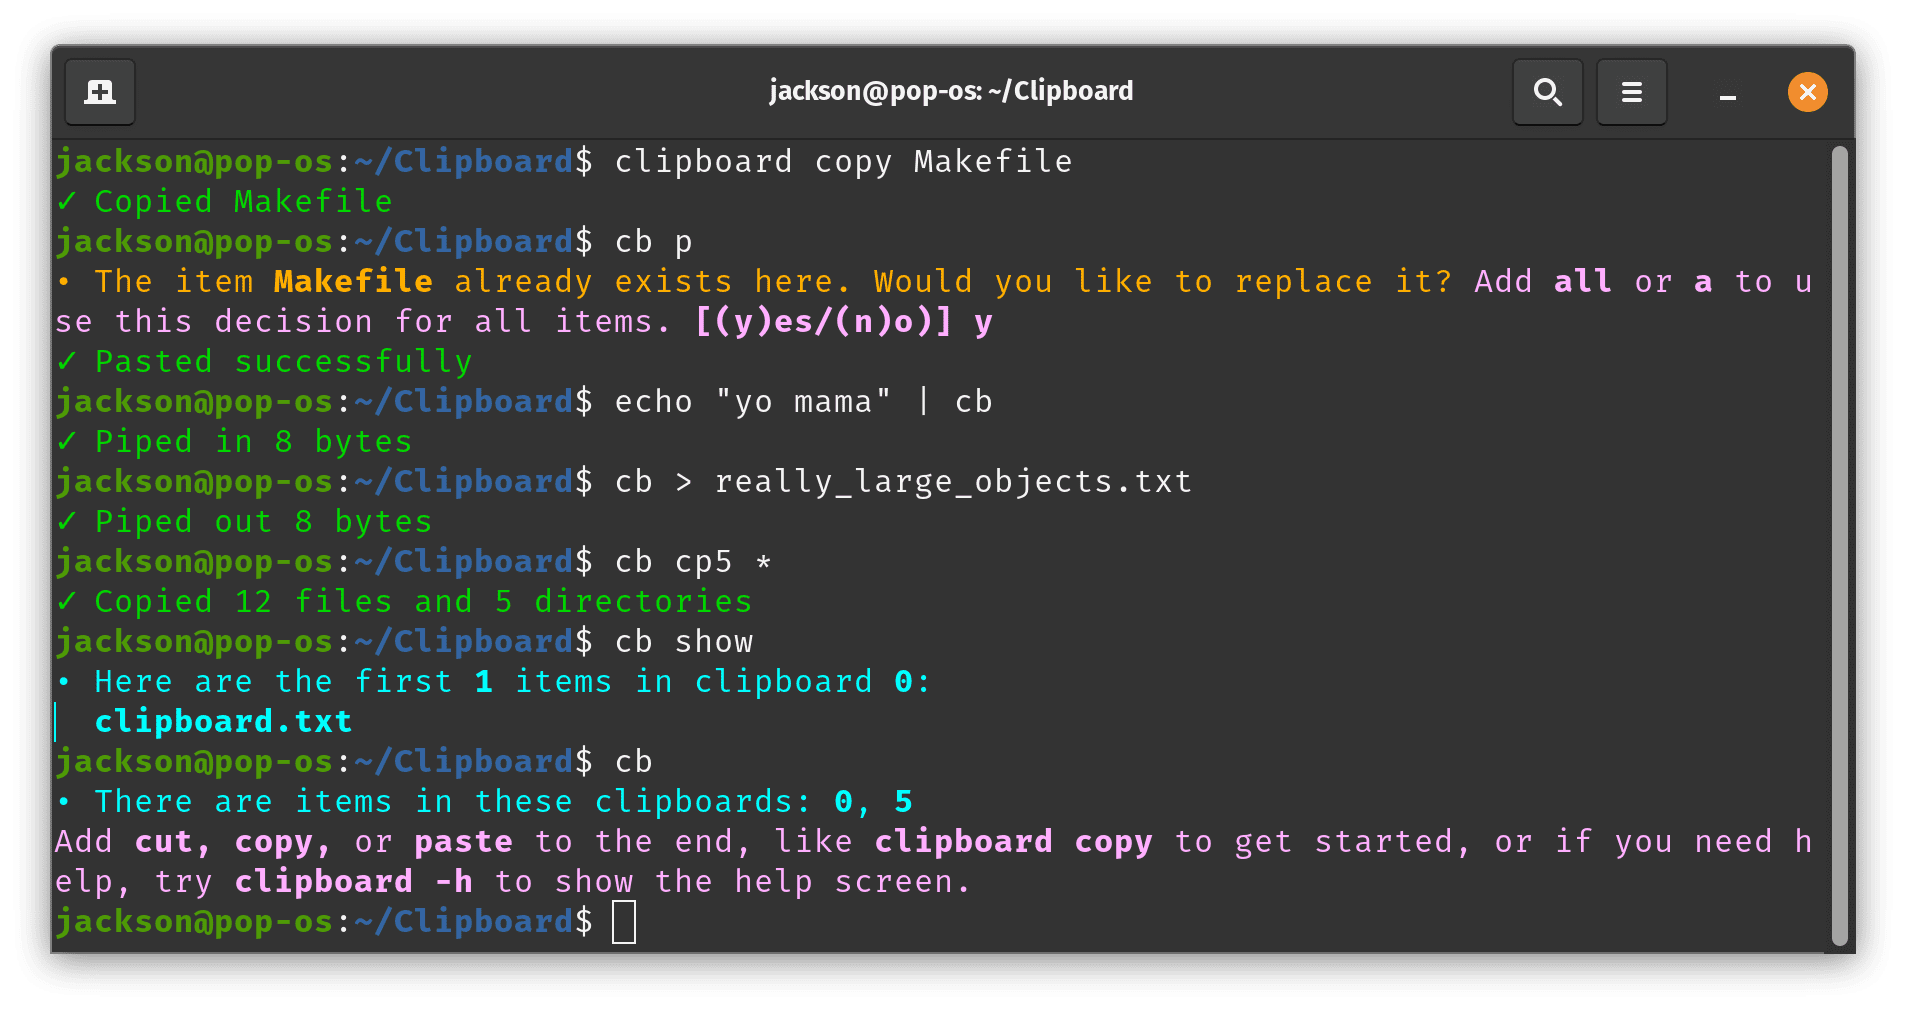 jackson@pop-os: ~/Clipboard
jackson@pop-os:~/Clipboard$ clipboard copy Makefile
✓ Copied Makefile
jackson@pop-os:~/Clipboard$ cb p
• The item Makefile already exists here. Would you like to replace it? Add all or a to u
se this decision for all items. [(y)es/(n)o)] y
✓ Pasted successfully
jackson@pop-os:~/Clipboard$ echo "yo mama" | cb
✓ Piped in 8 bytes
jackson@pop-os:~/Clipboard$ cb > really_large_objects.txt
✓ Piped out 8 bytes
jackson@pop-os:~/Clipboard$ cb cp5 *
✓ Copied 12 files and 5 directories
jackson@pop-os:~/Clipboard$ cb show
• Here are the first 1 items in clipboard 0:
▏ clipboard.txt
jackson@pop-os:~/Clipboard$ cb
• There are items in these clipboards: 0, 5
Add cut, copy, or paste to the end, like clipboard copy to get started, or if you need h
elp, try clipboard -h to show the help screen.
jackson@pop-os:~/Clipboard$